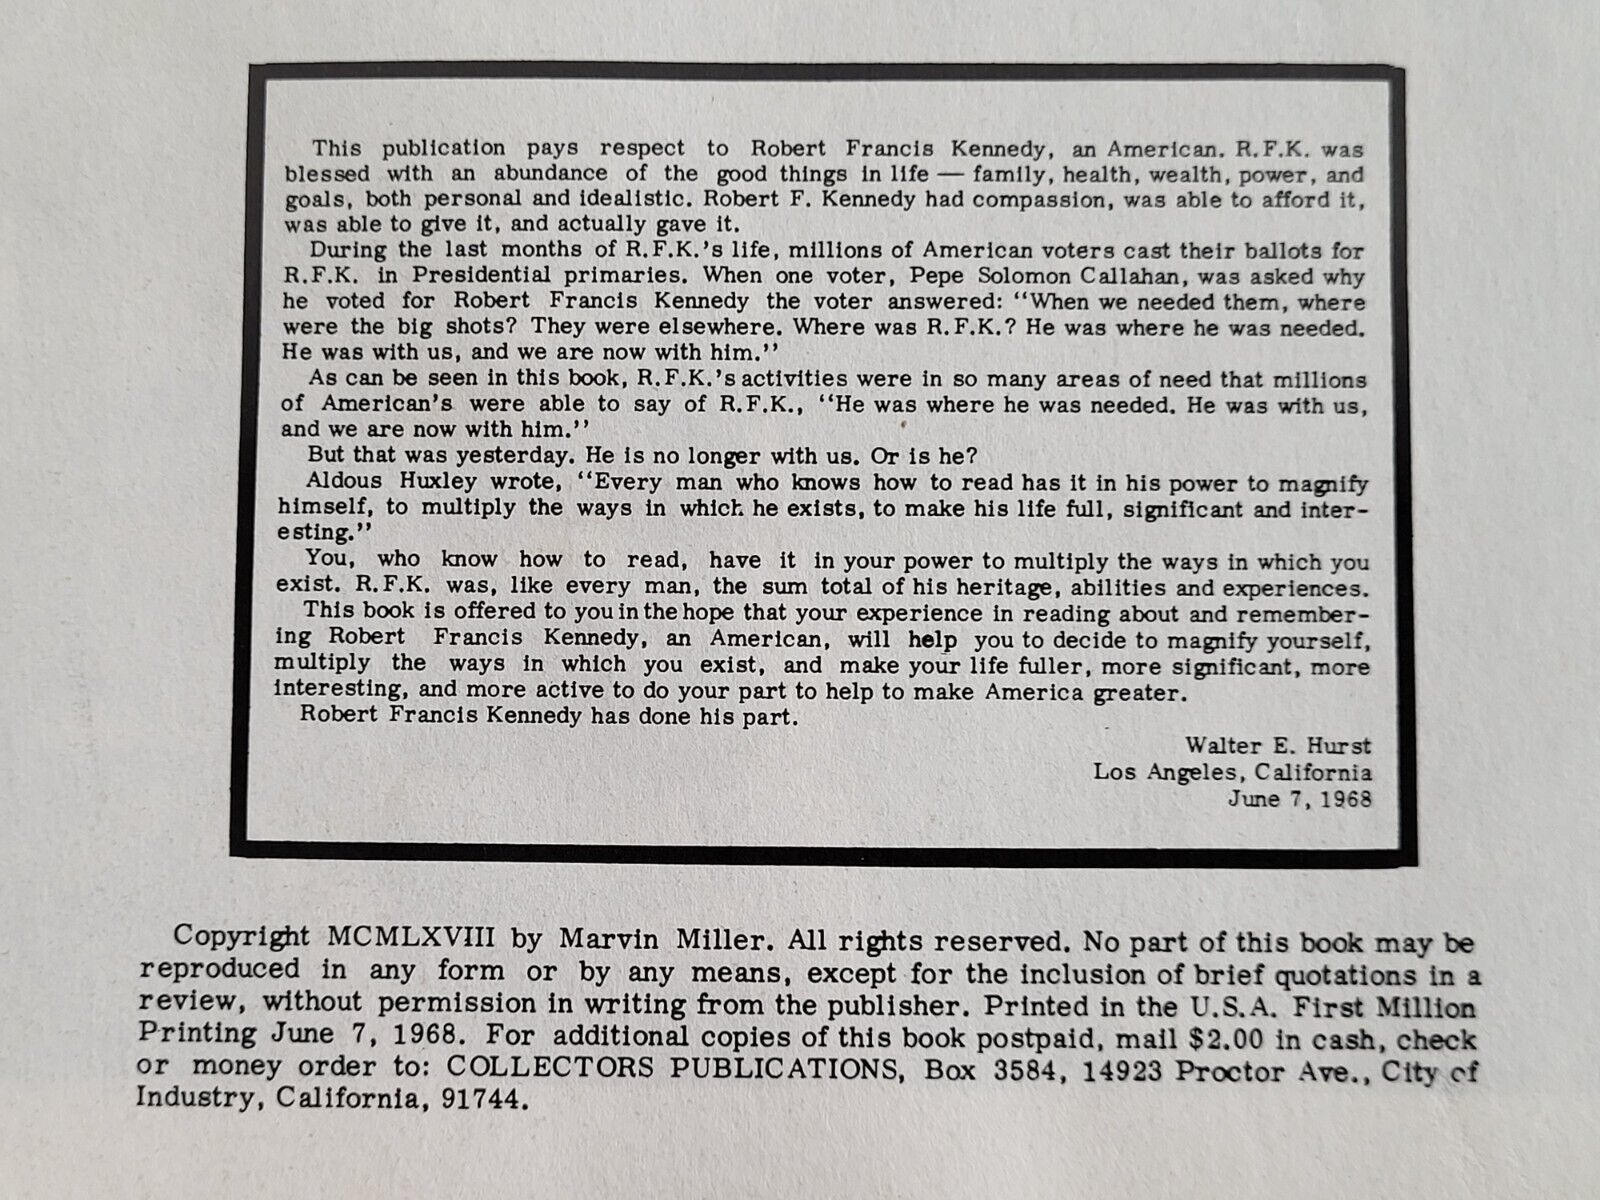 This publication pays respect to Robert Francis Kennedy, an American. R.F.K. was
blessed with an abundance of the good things in life — family, health, wealth, power, and
goals, both personal and idealistic. Robert F. Kennedy had compassion, was able to afford it,
was able to give it, and actually gave it.
During the last months of R.F.K.'s life, millions of American voters cast their ballots for
R.F.K. in Presidential primaries. When one voter, Pepe Solomon Callahan, was asked why
he voted for Robert Francis Kennedy the voter answered: "When we needed them, where
were the big shots? They were elsewhere. Where was R.F.K.? He was where he was needed.
He was with us, and we are now with him."
As can be seen in this book, R.F.K.'s activities were in so many areas of need that millions
of American's were able to say of R.F.K., "He was where he was needed. He was with us,
and we are now with him."
But that was yesterday. He is no longer with us. Or is he?
Aldous Huxley wrote, "Every man who knows how to read has it in his power to magnify
himself, to multiply the ways in which he exists, to make his life full, significant and inter-
esting."
You, who know how to read, have it in your power to multiply the ways in which you
exist. R.F.K. was, like every man, the sum total of his heritage, abilities and experiences.
This book is offered to you in the hope that your experience in reading about and remember-
ing Robert Francis Kennedy, an American, will help you to decide to magnify yourself,
multiply the ways in which you exist, and make your life fuller, more significant, more
interesting, and more active to do your part to help to make America greater.
Robert Francis Kennedy has done his part.
Walter E. Hurst
Los Angeles, California
June 7, 1968
Copyright MCMLXVIII by Marvin Miller. All rights reserved. No part of this book may be
reproduced in any form or by any means, except for the inclusion of brief quotations in a
review, without permission in writing from the publisher. Printed in the U.S.A. First Million
Printing June 7, 1968. For additional copies of this book postpaid, mail $2.00 in cash, check
or money order to: COLLECTORS PUBLICATIONS, Box 3584, 14923 Proctor Ave., City of
Industry, California, 91744.